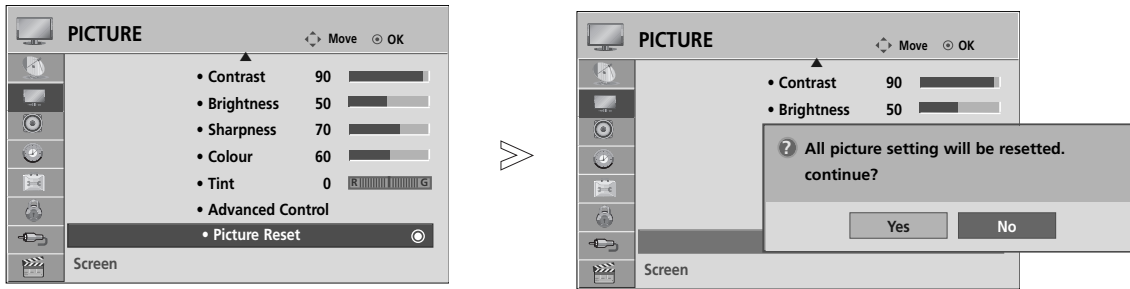 PICTURE
Move OK
• Contrast 90
• Brightness 50
• Sharpness 70
• Colour 60
• Tint 0 R G
• Advanced Control
• Picture Reset
Screen
PICTURE
Move OK
• Contrast 90
• Brightness 50
? All picture setting will be resetted.
continue?
Yes No
Screen